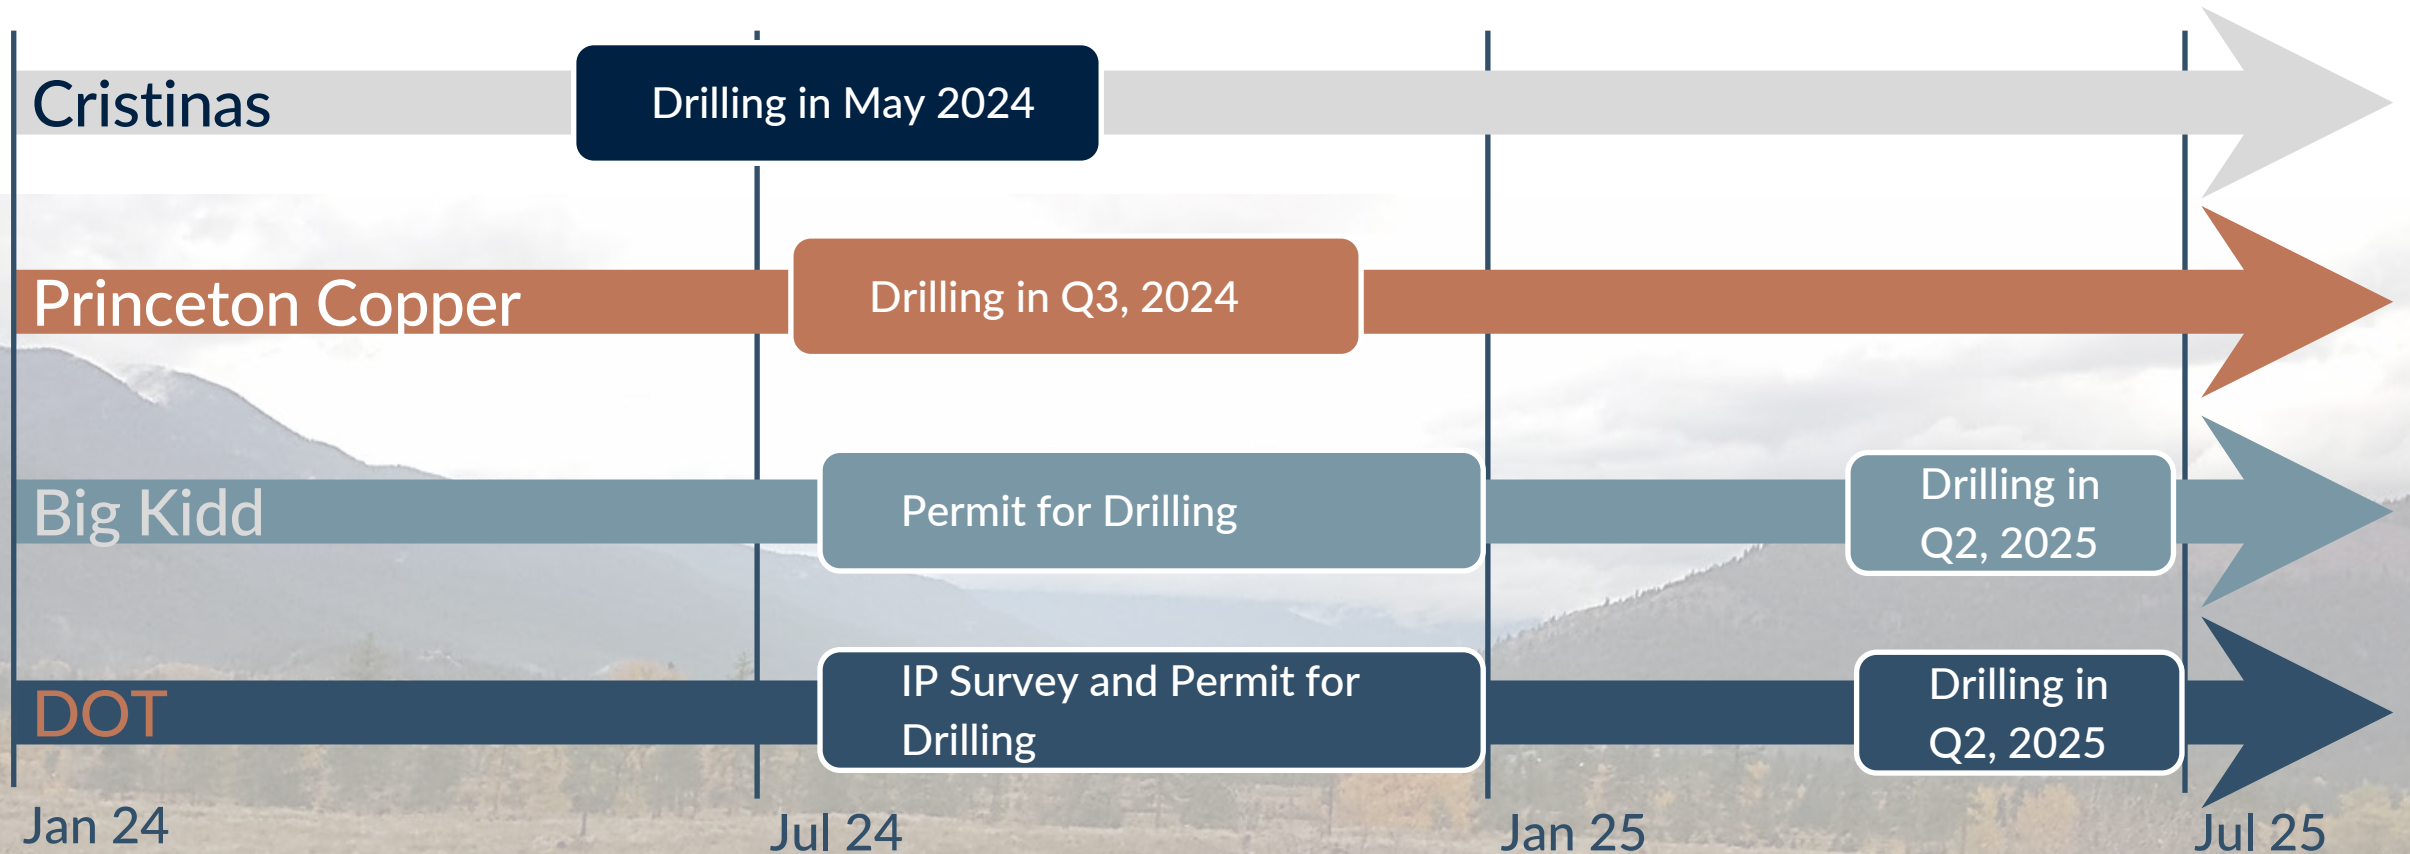 Cristinas
Drilling in May 2024
Princeton Copper
Drilling in Q3, 2024
Big Kidd
Permit for Drilling
Drilling in
Q2, 2025
DOT
IP Survey and Permit for
Drilling
Drilling in
Q2, 2025
Jan 24
Jul 24
Jan 25
Jul 25